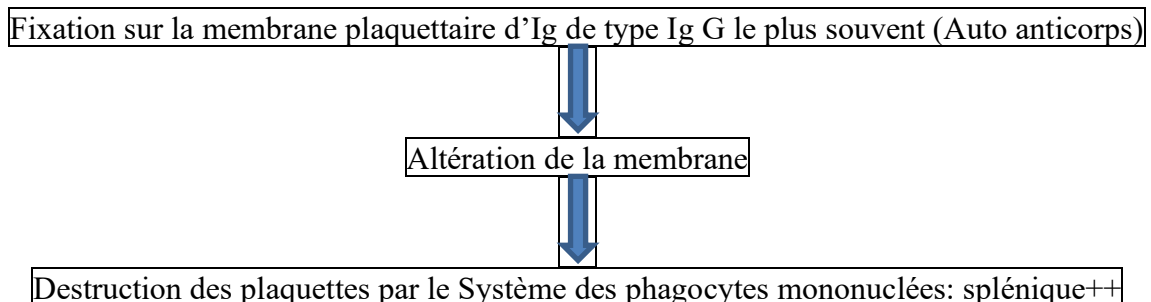 Fixation sur la membrane plaquettaire d’Ig de type Ig G le plus souvent (Auto anticorps)
Altération de la membrane
Destruction des plaquettes par le Système des phagocytes mononuclées: splénique++